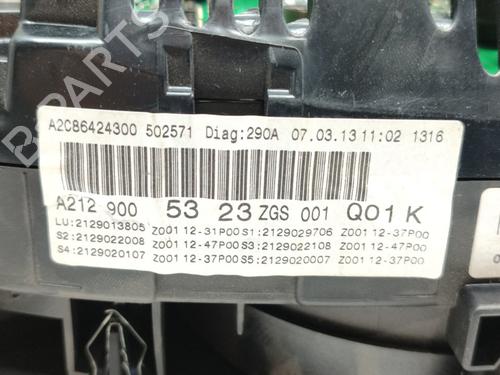 B-PARTS
A2C86424300 502571 Diag:290A 07.03.13 11:02 1316
A212 900 53 23 ZGS 001 Q01 K
LU:2129013805 Z001 12-31P00 S1:2129029706 Z001 12-37P00
S2:2129022008 Z001 12-47P00 S3:2129022108 Z001 12-47P00
S4:2129020107 Z001 12-37P00 S5:2129020007 Z001 12-37P00